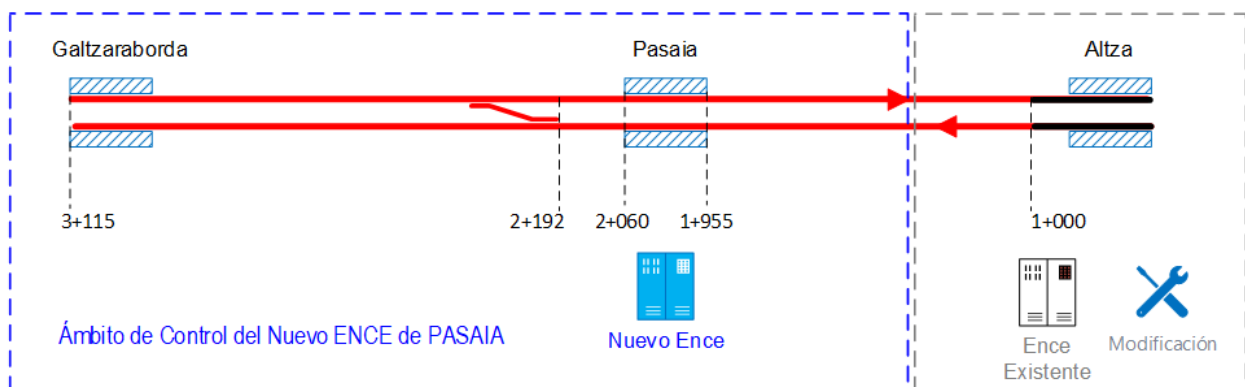 Galtzaraborda
Pasaia
Altza
3+115
2+192
2+060
1+955
1+000
Ámbito de Control del Nuevo ENCE de PASAIA
Nuevo Ence
Ence
Existente
Modificación